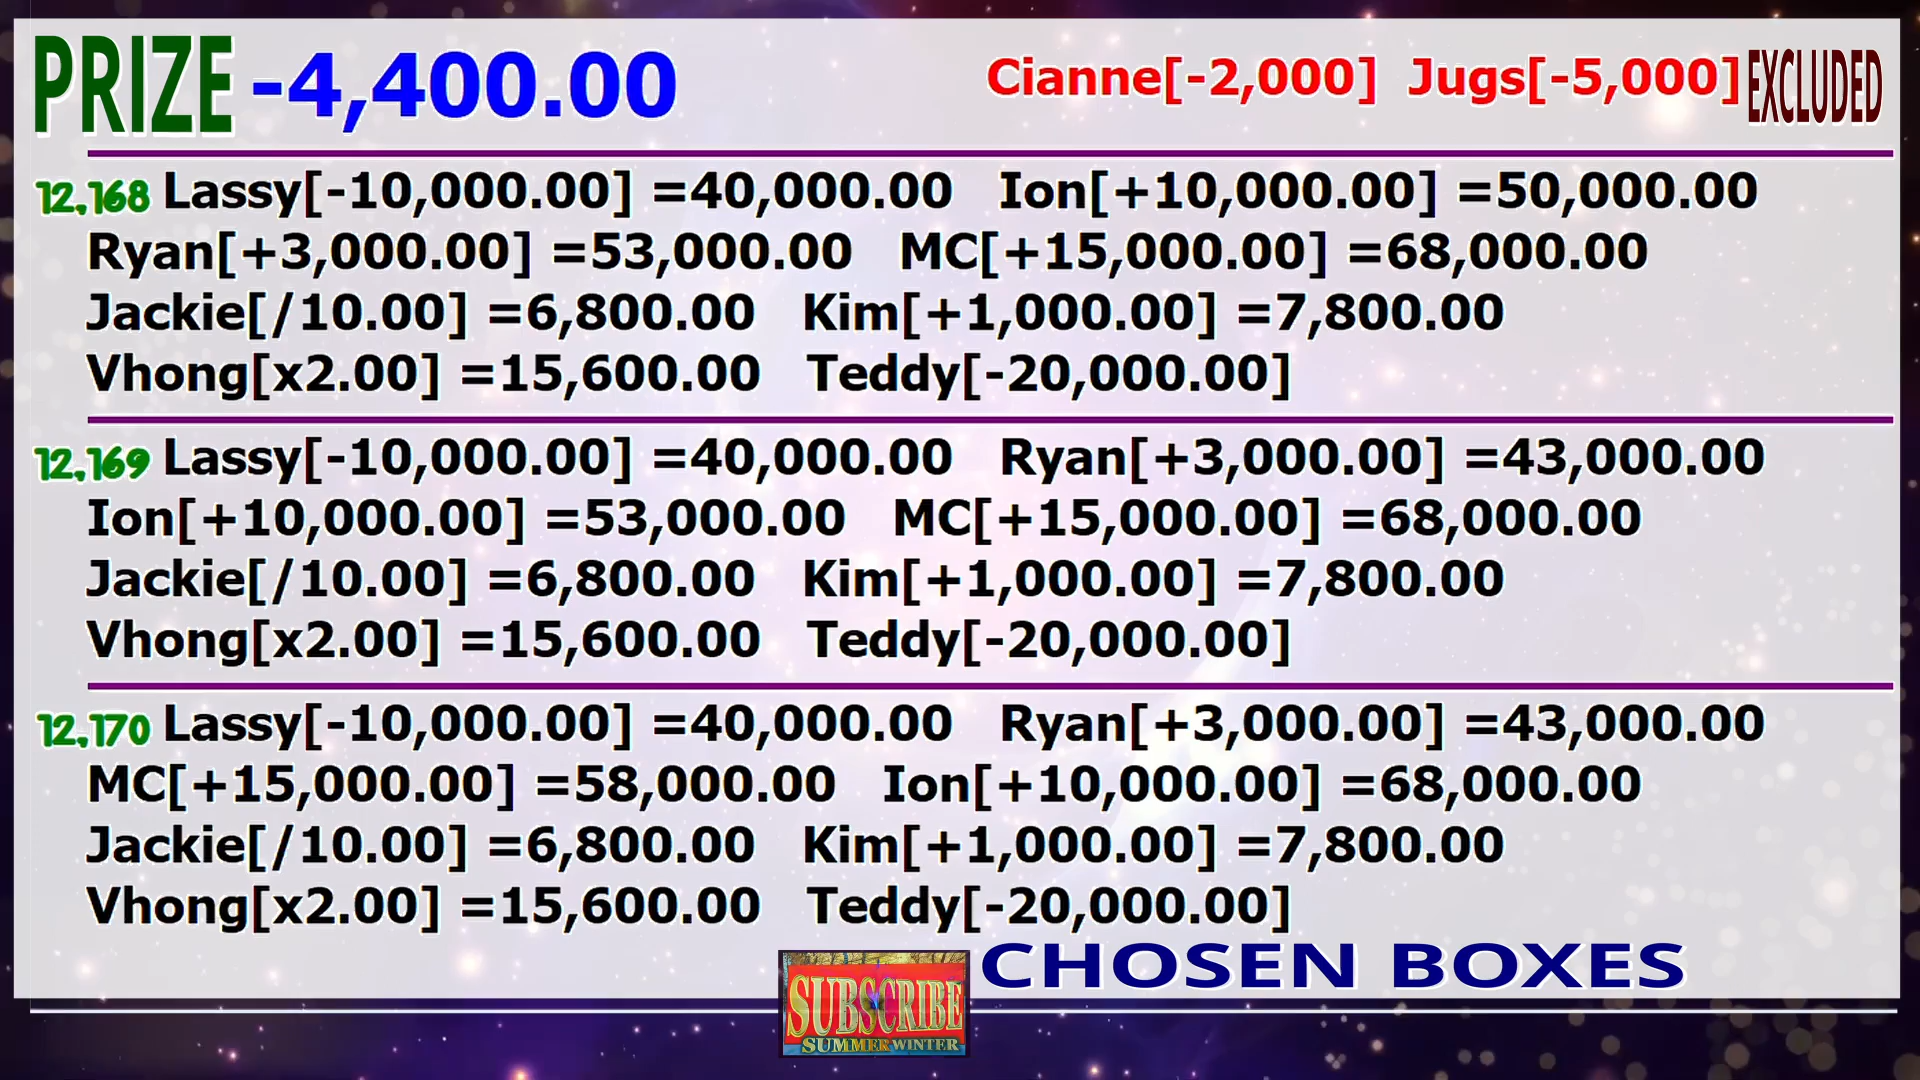 PRIZE -4,400.00 Cianne[-2,000] Jugs[-5,000] EXCLUDED
12,168 Lassy[-10,000.00] =40,000.00 Ion[+10,000.00] =50,000.00
Ryan[+3,000.00] =53,000.00 MC[+15,000.00] =68,000.00
Jackie[/10.00] =6,800.00 Kim[+1,000.00] =7,800.00
Vhong[x2.00] =15,600.00 Teddy[-20,000.00]
12,169 Lassy[-10,000.00] =40,000.00 Ryan[+3,000.00] =43,000.00
Ion[+10,000.00] =53,000.00 MC[+15,000.00] =68,000.00
Jackie[/10.00] =6,800.00 Kim[+1,000.00] =7,800.00
Vhong[x2.00] =15,600.00 Teddy[-20,000.00]
12,170 Lassy[-10,000.00] =40,000.00 Ryan[+3,000.00] =43,000.00
MC[+15,000.00] =58,000.00 Ion[+10,000.00] =68,000.00
Jackie[/10.00] =6,800.00 Kim[+1,000.00] =7,800.00
Vhong[x2.00] =15,600.00 Teddy[-20,000.00]
CHOSEN BOXES
SUBSCRIBE
SUMMER WINTER